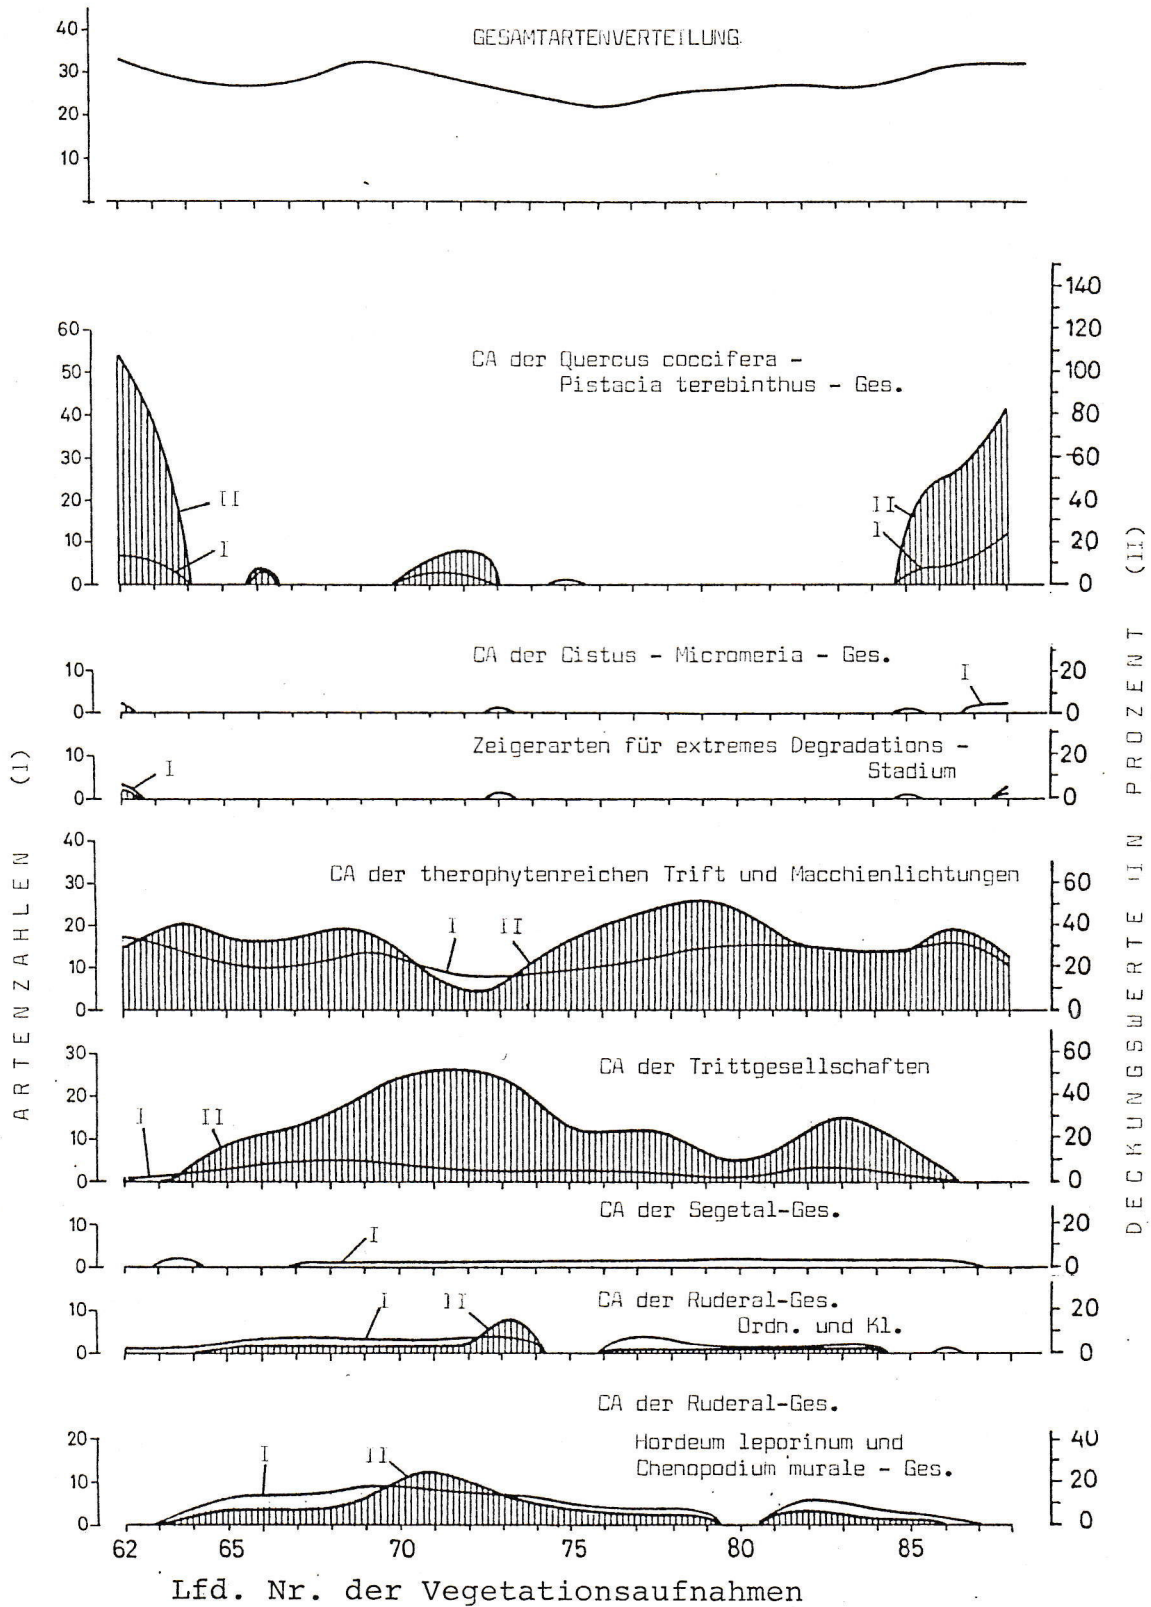 GESAMTARTENVERTEILUNG
40
30
20
10
CA der Quercus coccifera -
Pistacia terebinthus - Ges.
60
50
40
30
20
10
0
140
120
100
80
60
40
20
0
II
I
II
I
CA der Cistus - Micromeria - Ges.
10
0
20
0
I
Zeigerarten für extremes Degradations -
Stadium
10
0
20
0
I
CA der therophytenreichen Trift und Macchienlichtungen
40
30
20
10
0
60
40
20
0
I II
CA der Trittgesellschaften
30
20
10
0
60
40
20
0
I II
CA der Segetal-Ges.
10
0
20
0
I
CA der Ruderal-Ges.
Ordn. und Kl.
10
0
20
0
I II
CA der Ruderal-Ges.
Hordeum leporinum und
Chenopodium murale - Ges.
20
10
0
40
20
0
I II
62 65 70 75 80 85
Lfd. Nr. der Vegetationsaufnahmen
ARTENZAHLEN (I)
DECKUNGSWERTE IN PROZENT (II)